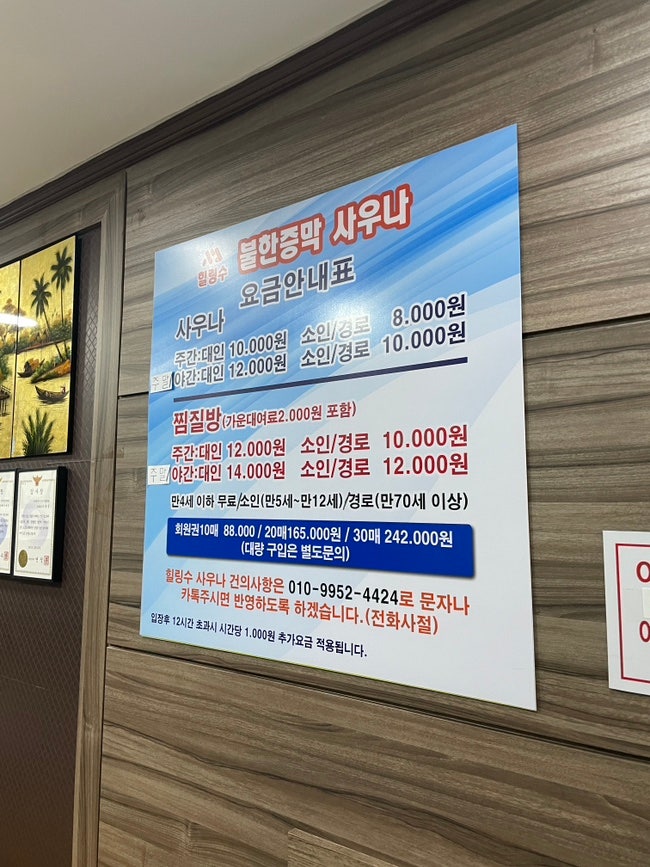 힐링수 불한증막 사우나
요금안내표
사우나
주간:대인 10.000원 소인/경로 8.000원
주말 야간:대인 12.000원 소인/경로 10.000원
찜질방(가운대여료2.000원 포함)
주간:대인 12.000원 소인/경로 10.000원
주말 야간:대인 14.000원 소인/경로 12.000원
만4세 이하 무료/소인(만5세~만12세)/경로(만70세 이상)
회원권10매 88.000 / 20매165.000원 / 30매 242.000원
(대량 구입은 별도문의)
힐링수 사우나 건의사항은 010-9952-4424로 문자나
카톡주시면 반영하도록 하겠습니다.(전화사절)
입장후 12시간 초과시 시간당 1.000원 추가요금 적용됩니다.